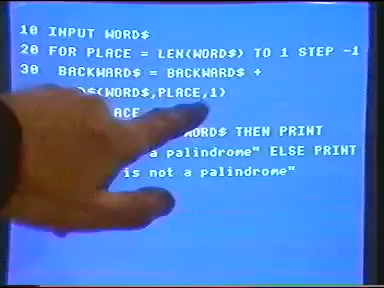 10 INPUT WORD$
20 FOR PLACE = LEN(WORD$) TO 1 STEP -1
30 BACKWARD$ = BACKWARD$ +
$(WORD$,PLACE,1)
ACE
WORD$ THEN PRINT
a palindrome" ELSE PRINT
is not a palindrome"